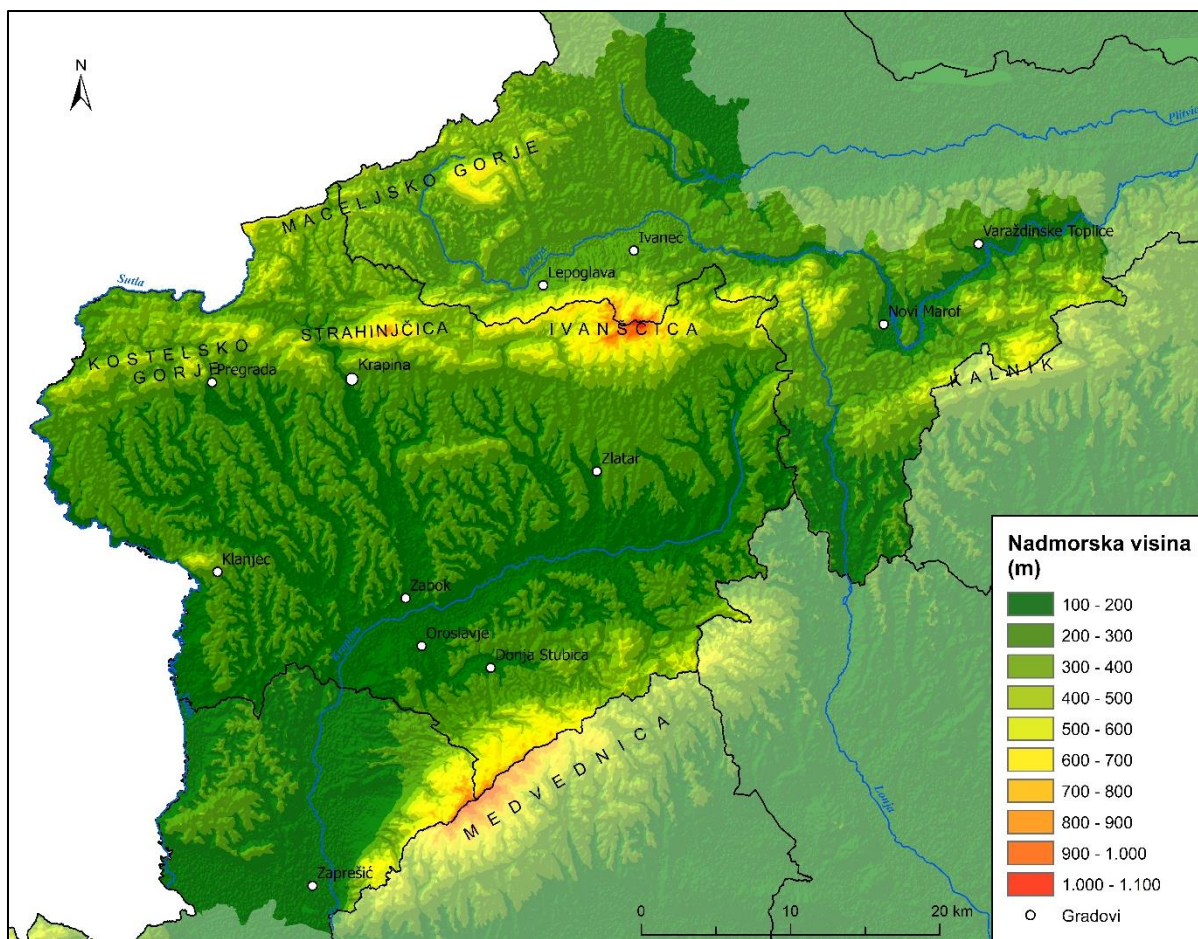 N
Plitvica
MACELJSKO GORJE
Varaždinske Toplice
Ivanec
Bednja
Lepoglava
Sutla
Novi Marof
STRAHINJČICA
IVANŠČICA
KOSTELSKO
GORJE
Pregrada
Krapina
KALNIK
Zlatar
Klanjec
Zabok
Krapina
Oroslavje
Donja Stubica
MEDVEDNICA
Lonja
Zaprešić
Nadmorska visina
(m)
100 - 200
200 - 300
300 - 400
400 - 500
500 - 600
600 - 700
700 - 800
800 - 900
900 - 1.000
1.000 - 1.100
Gradovi
0 10 20 km